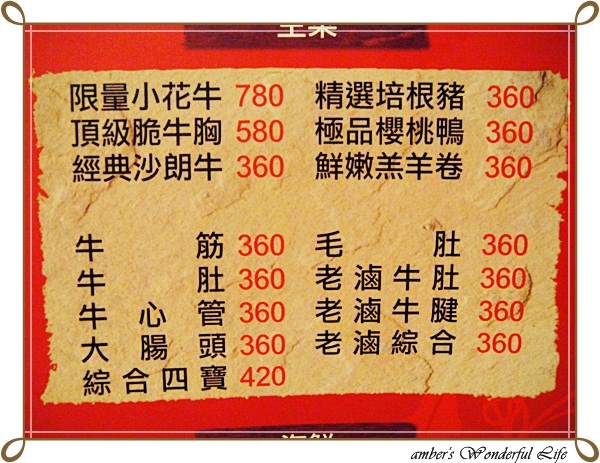 主菜
限量小花牛 780 精選培根豬 360
頂級脆牛胸 580 極品櫻桃鴨 360
經典沙朗牛 360 鮮嫩羔羊卷 360
牛筋 360 毛肚 360
牛肚 360 老滷牛肚 360
牛心管 360 老滷牛腱 360
大腸頭 360 老滷綜合 360
綜合四寶 420
海鮮
amber's Wonderful Life